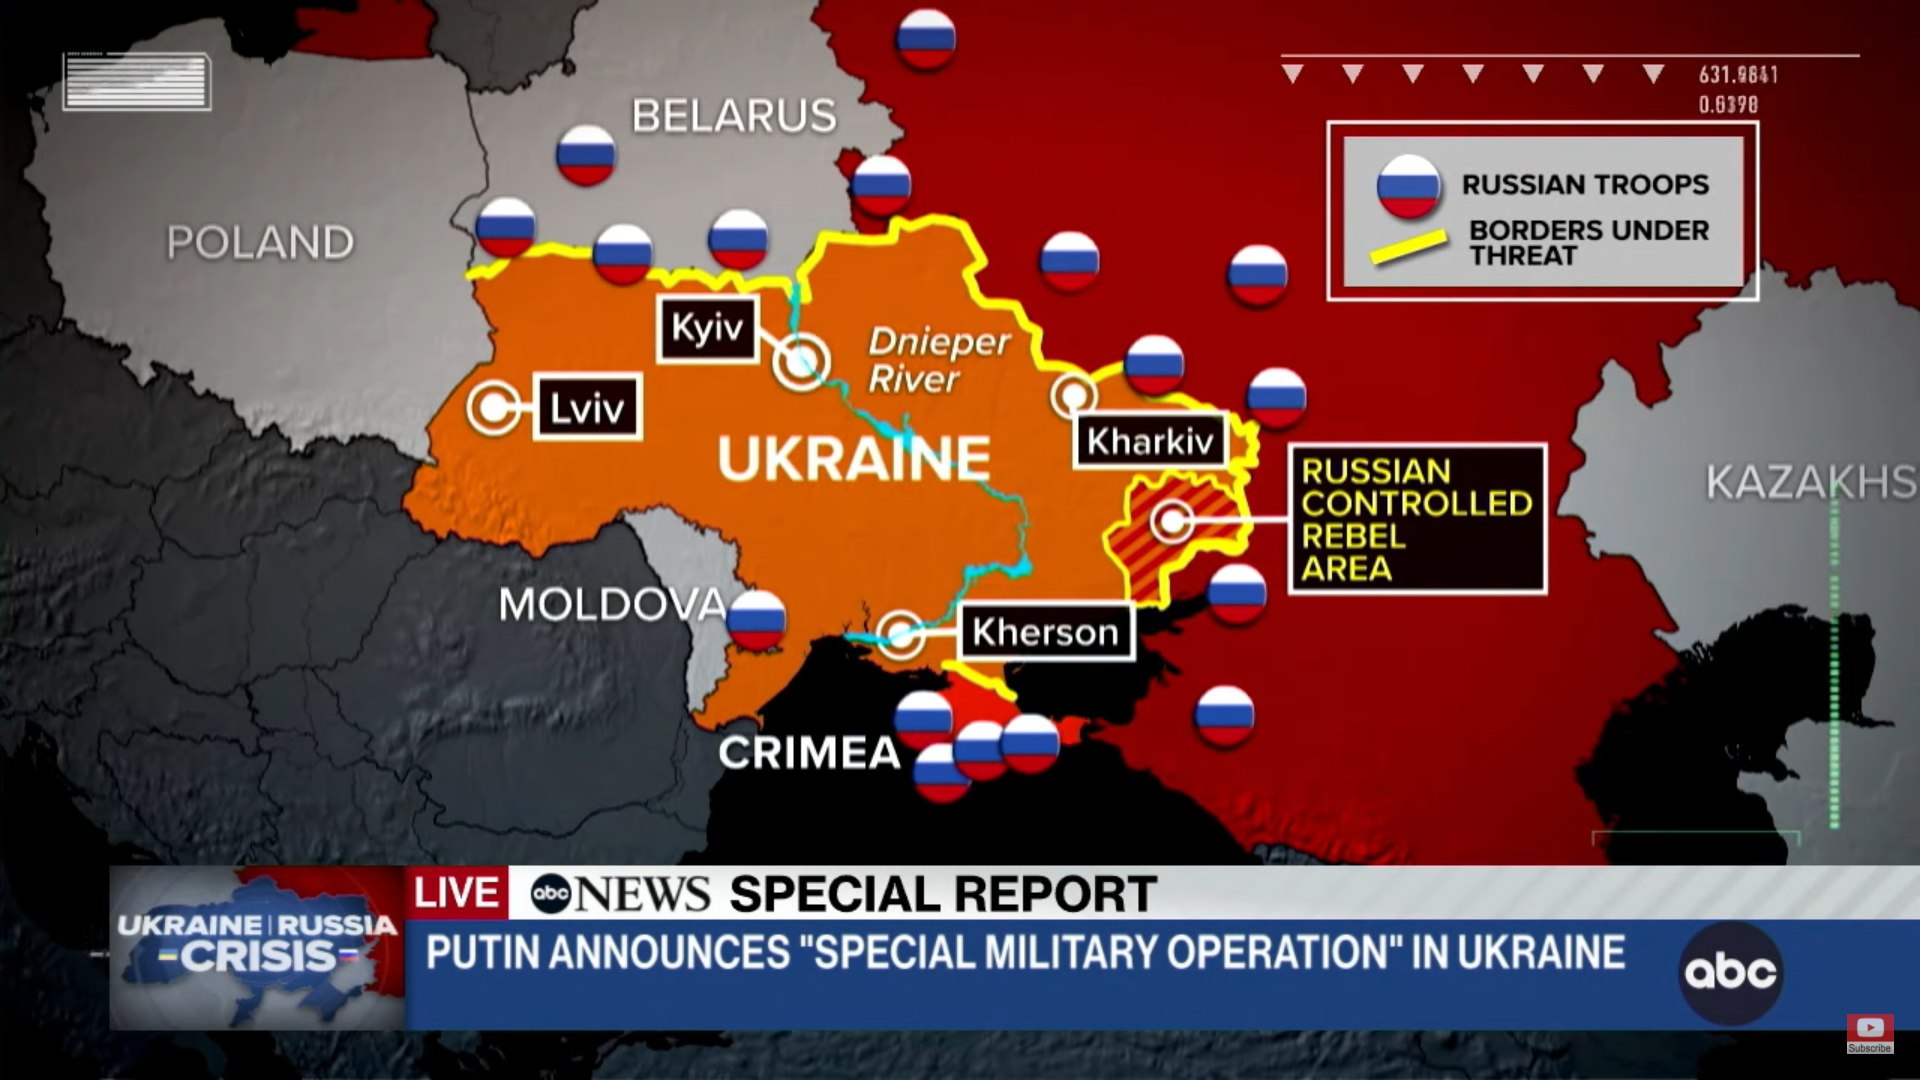 631.9841
0.6398
BELARUS
RUSSIAN TROOPS
BORDERS UNDER
THREAT
POLAND
Kyiv
Dnieper
River
Lviv
Kharkiv
UKRAINE
RUSSIAN
CONTROLLED
REBEL
AREA
KAZAKHS
MOLDOVA
Kherson
CRIMEA
UKRAINE | RUSSIA
CRISIS
LIVE
abc NEWS SPECIAL REPORT
PUTIN ANNOUNCES "SPECIAL MILITARY OPERATION" IN UKRAINE
abc
Subscribe